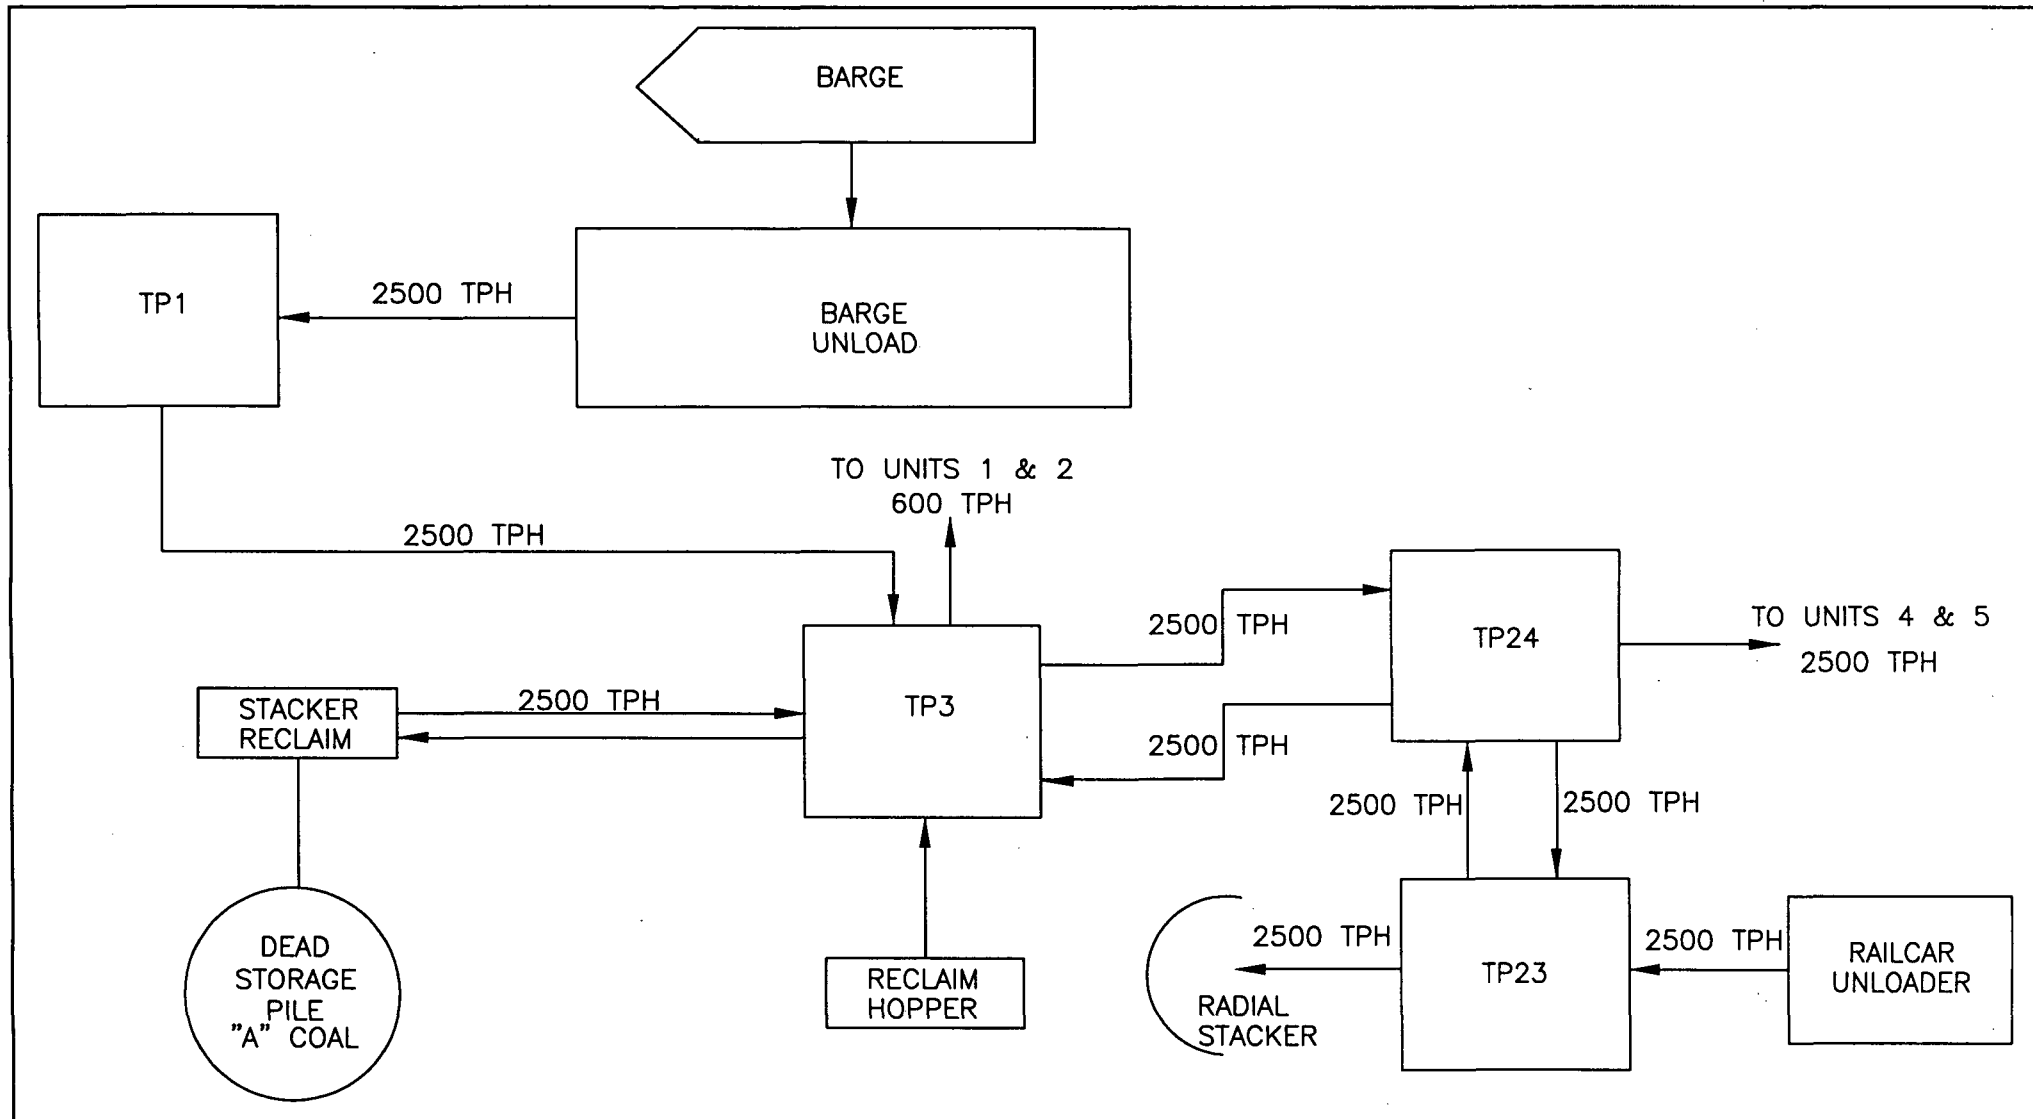 BARGE
TP1
2500 TPH
BARGE
UNLOAD
TO UNITS 1 & 2
600 TPH
2500 TPH
2500 TPH
TP24
TO UNITS 4 & 5
2500 TPH
STACKER
RECLAIM
2500 TPH
TP3
2500 TPH
2500 TPH
2500 TPH
DEAD
STORAGE
PILE
"A" COAL
RECLAIM
HOPPER
2500 TPH
RADIAL
STACKER
TP23
2500 TPH
RAILCAR
UNLOADER